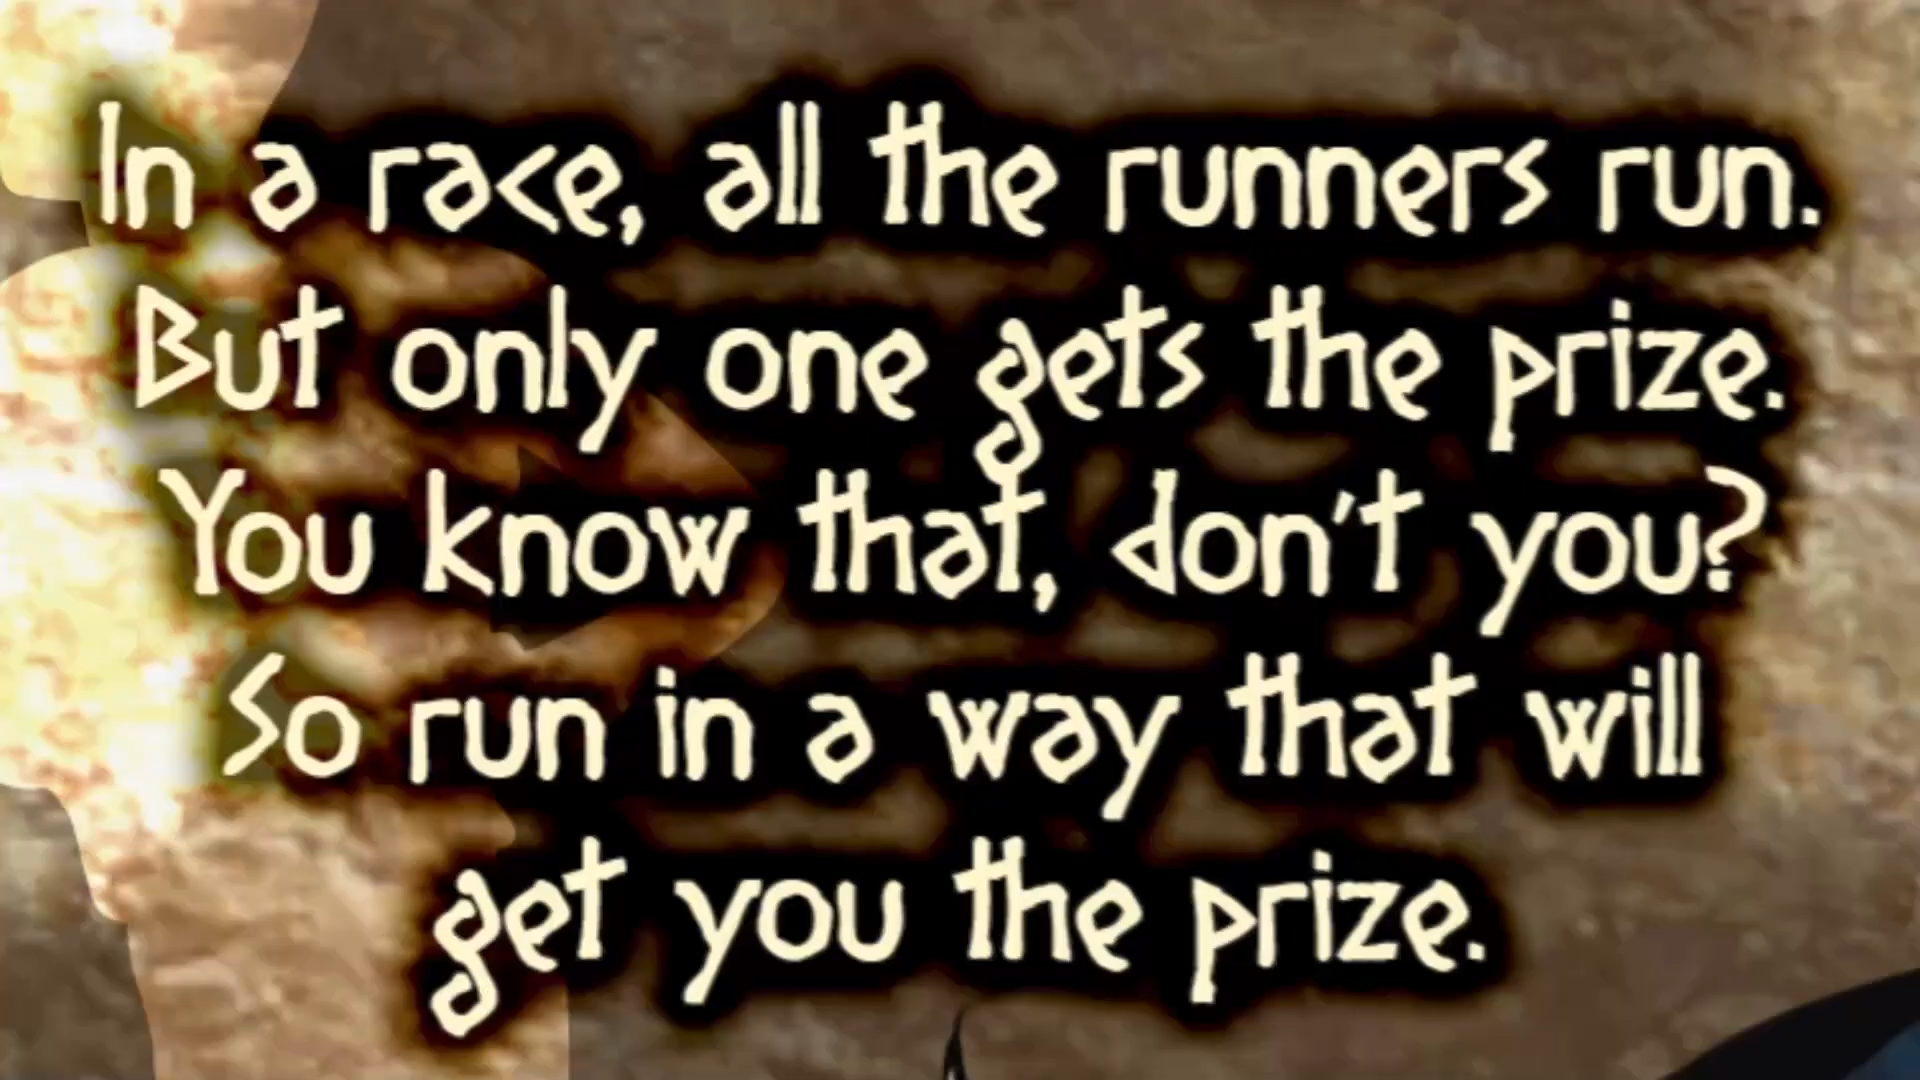 In a race, all the runners run.
But only one gets the prize.
You know that, don't you?
So run in a way that will
get you the prize.